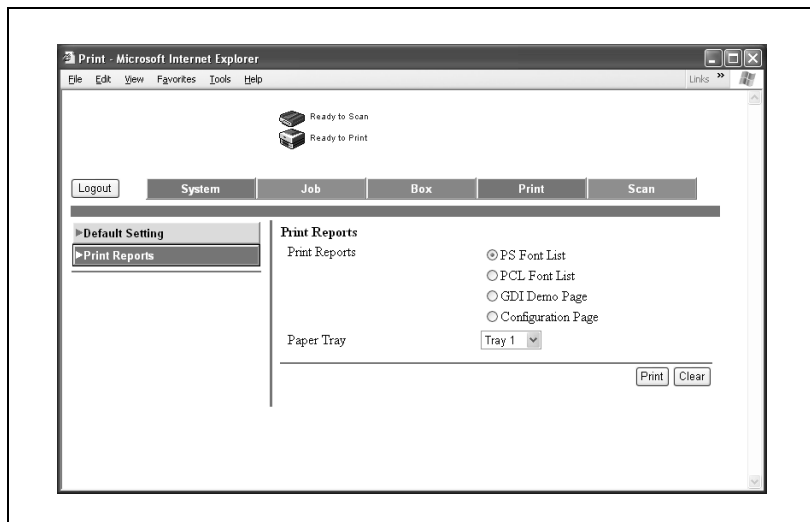 Print - Microsoft Internet Explorer
File Edit View Favorites Tools Help Links »
Ready to Scan
Ready to Print
Logout System Job Box Print Scan
Default Setting
Print Reports
Print Reports
Print Reports PS Font List
PCL Font List
GDI Demo Page
Configuration Page
Paper Tray Tray 1
Print Clear